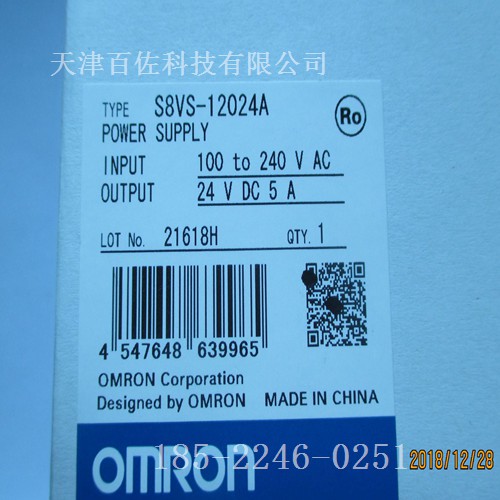 天津百佐科技有限公司
TYPE S8VS-12024A
POWER SUPPLY
Ro
INPUT 100 to 240 V AC
OUTPUT 24 V DC 5 A
LOT No. 21618H QTY. 1
4 547648 639965
OMRON Corporation
Designed by OMRON MADE IN CHINA
OMRON
185-2246-0251
2018/12/28